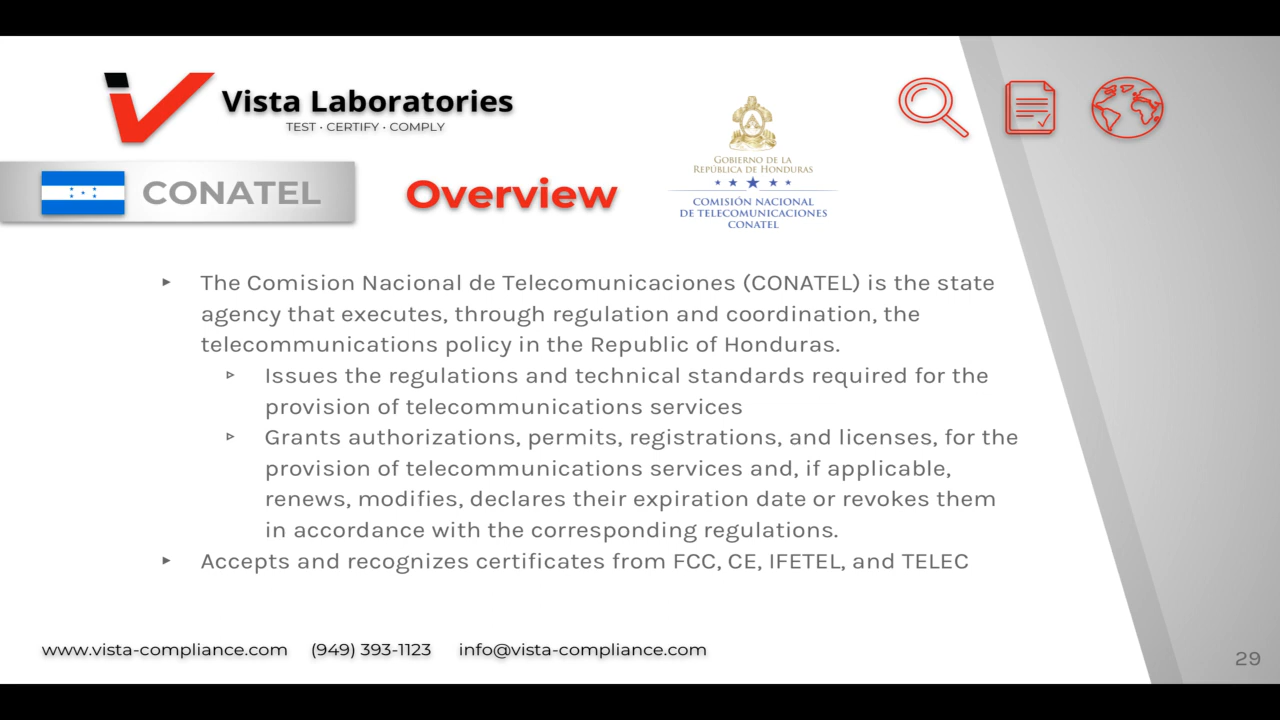 Vista Laboratories
TEST · CERTIFY · COMPLY
GOBIERNO DE LA
REPÚBLICA DE HONDURAS
COMISIÓN NACIONAL
DE TELECOMUNICACIONES
CONATEL
CONATEL
Overview
▸ The Comision Nacional de Telecomunicaciones (CONATEL) is the state
agency that executes, through regulation and coordination, the
telecommunications policy in the Republic of Honduras.
▹ Issues the regulations and technical standards required for the
provision of telecommunications services
▹ Grants authorizations, permits, registrations, and licenses, for the
provision of telecommunications services and, if applicable,
renews, modifies, declares their expiration date or revokes them
in accordance with the corresponding regulations.
▸ Accepts and recognizes certificates from FCC, CE, IFETEL, and TELEC
www.vista-compliance.com (949) 393-1123 info@vista-compliance.com
29